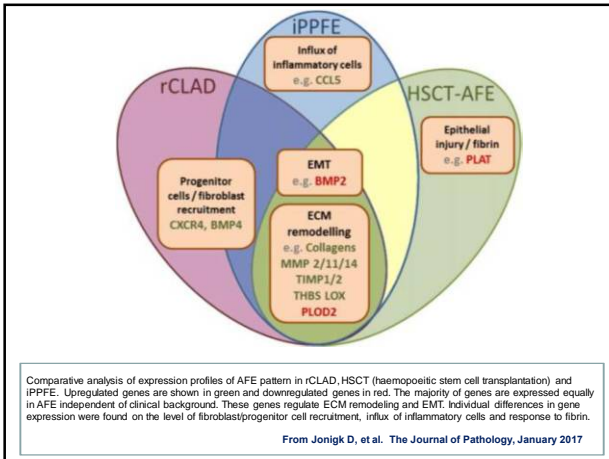 iPPFE
Influx of
inflammatory cells
e.g. CCL5
rCLAD
HSCT-AFE
Epithelial
injury / fibrin
e.g. PLAT
EMT
e.g. BMP2
Progenitor
cells / fibroblast
recruitment
CXCR4, BMP4
ECM
remodelling
e.g. Collagens
MMP 2/11/14
TIMP1/2
THBS LOX
PLOD2
Comparative analysis of expression profiles of AFE pattern in rCLAD, HSCT (haemopoeitic stem cell transplantation) and
iPPFE. Upregulated genes are shown in green and downregulated genes in red. The majority of genes are expressed equally
in AFE independent of clinical background. These genes regulate ECM remodeling and EMT. Individual differences in gene
expression were found on the level of fibroblast/progenitor cell recruitment, influx of inflammatory cells and response to fibrin.
From Jonigk D, et al. The Journal of Pathology, January 2017